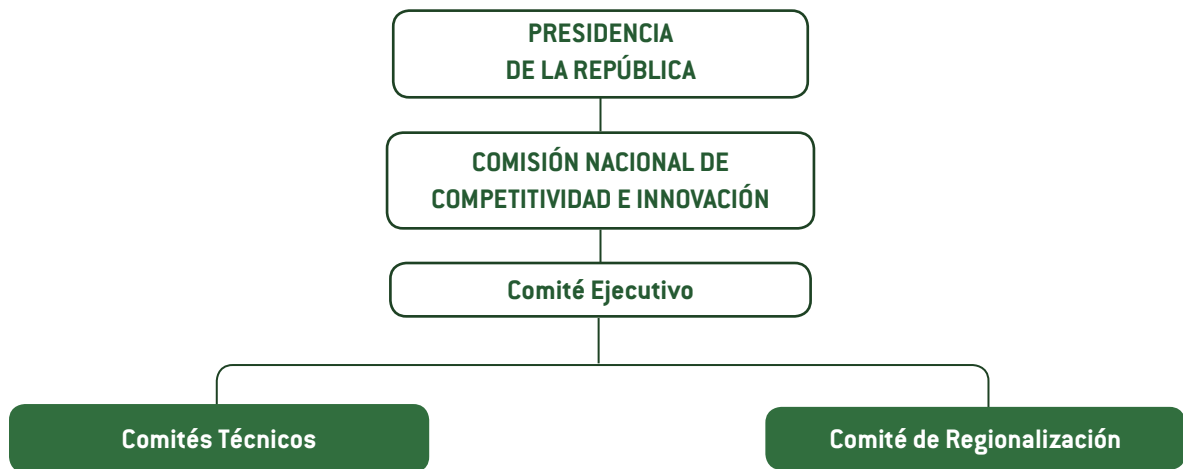 PRESIDENCIA
DE LA REPÚBLICA
COMISIÓN NACIONAL DE
COMPETITIVIDAD E INNOVACIÓN
Comité Ejecutivo
Comités Técnicos
Comité de Regionalización